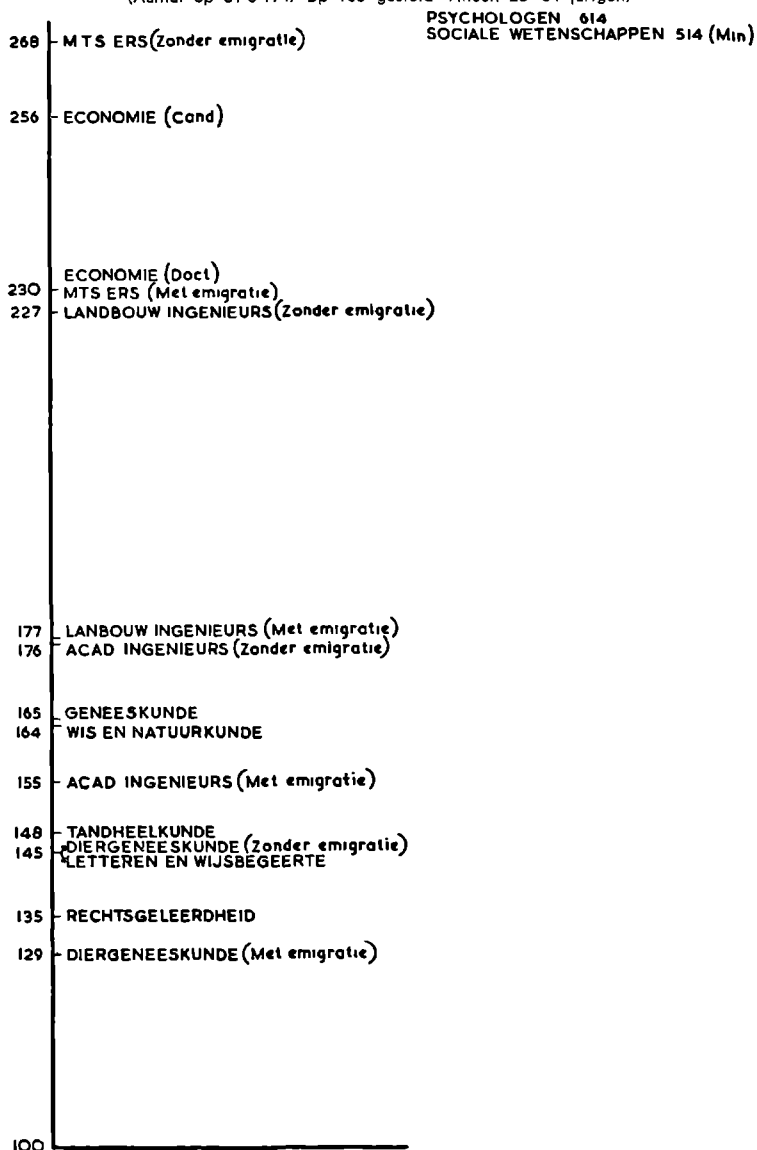 PSYCHOLOGEN 614
SOCIALE WETENSCHAPPEN 514 (Min)
268 MTS ERS (Zonder emigratie)
256 ECONOMIE (Cand)
ECONOMIE (Doct)
230 MTS ERS (Met emigratie)
227 LANDBOUW INGENIEURS (Zonder emigratie)
177 LANBOUW INGENIEURS (Met emigratie)
176 ACAD INGENIEURS (Zonder emigratie)
165 GENEESKUNDE
164 WIS EN NATUURKUNDE
155 ACAD INGENIEURS (Met emigratie)
148 TANDHEELKUNDE
145 DIERGENEESKUNDE (Zonder emigratie)
LETTEREN EN WIJSBEGEERTE
135 RECHTSGELEERDHEID
129 DIERGENEESKUNDE (Met emigratie)
100